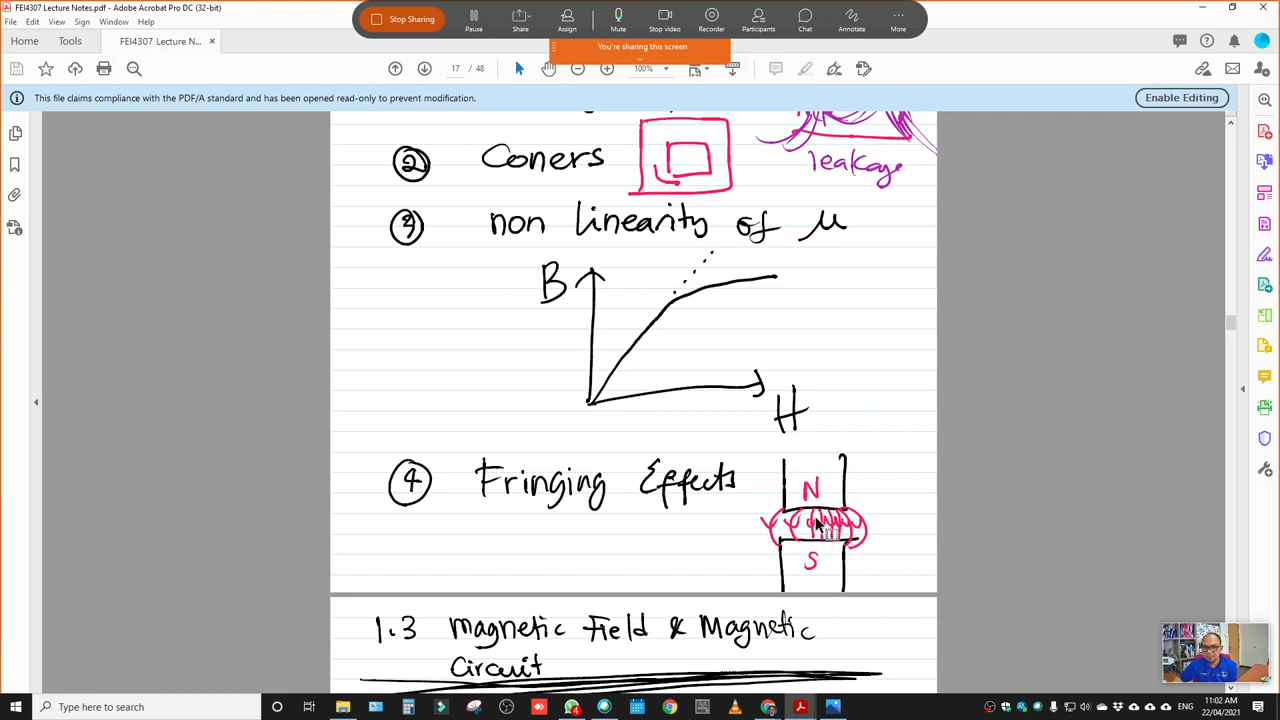 FEI4307 Lecture Notes.pdf - Adobe Acrobat Pro DC (32-bit)
File Edit View Sign Window Help
Stop Sharing
Pause Share Assign Mute Stop video Recorder Participants Chat Annotate More
You're sharing this screen
Home Tools FEI4307 Lecture N... ×
17 / 48 100%
This file claims compliance with the PDF/A standard and has been opened read-only to prevent modification.
Enable Editing
leakage
② Coners
③ non linearity of μ
B
H
④ Fringing Effects
N
S
1.3 Magnetic Field & Magnetic
Circuit
Type here to search
4
ENG
11:02 AM
22/04/2021